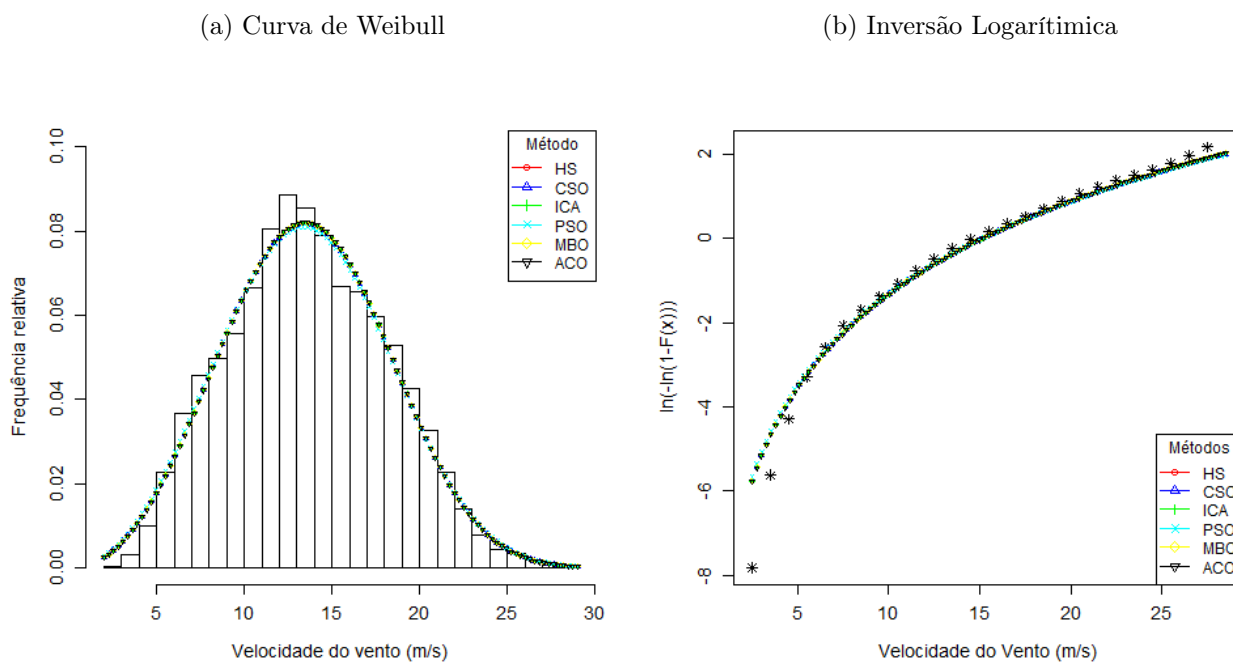 (a) Curva de Weibull
(b) Inversão Logarítimica
Frequência relativa
0.10
0.08
0.06
0.04
0.02
0.00
5
10
15
20
25
30
Velocidade do vento (m/s)
Método
HS
CSO
ICA
PSO
MBO
ACO
ln(-ln(1-F(x)))
2
0
-2
-4
-6
-8
5
10
15
20
25
Velocidade do Vento (m/s)
Métodos
HS
CSO
ICA
PSO
MBO
ACO